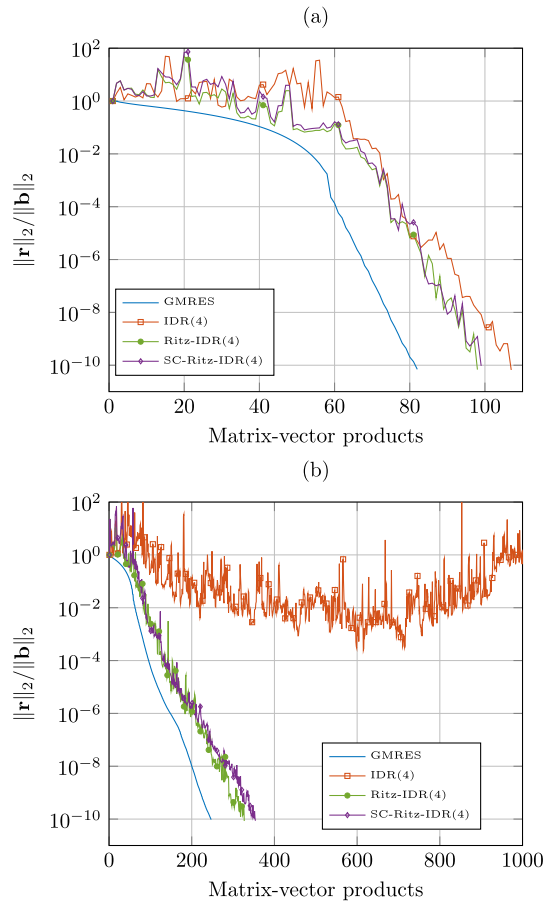 (a)
10^2
10^0
10^−2
10^−4
10^−6
10^−8
10^−10
‖r‖₂/‖b‖₂
GMRES
IDR(4)
Ritz-IDR(4)
SC-Ritz-IDR(4)
0 20 40 60 80 100
Matrix-vector products
(b)
10^2
10^0
10^−2
10^−4
10^−6
10^−8
10^−10
‖r‖₂/‖b‖₂
GMRES
IDR(4)
Ritz-IDR(4)
SC-Ritz-IDR(4)
0 200 400 600 800 1000
Matrix-vector products